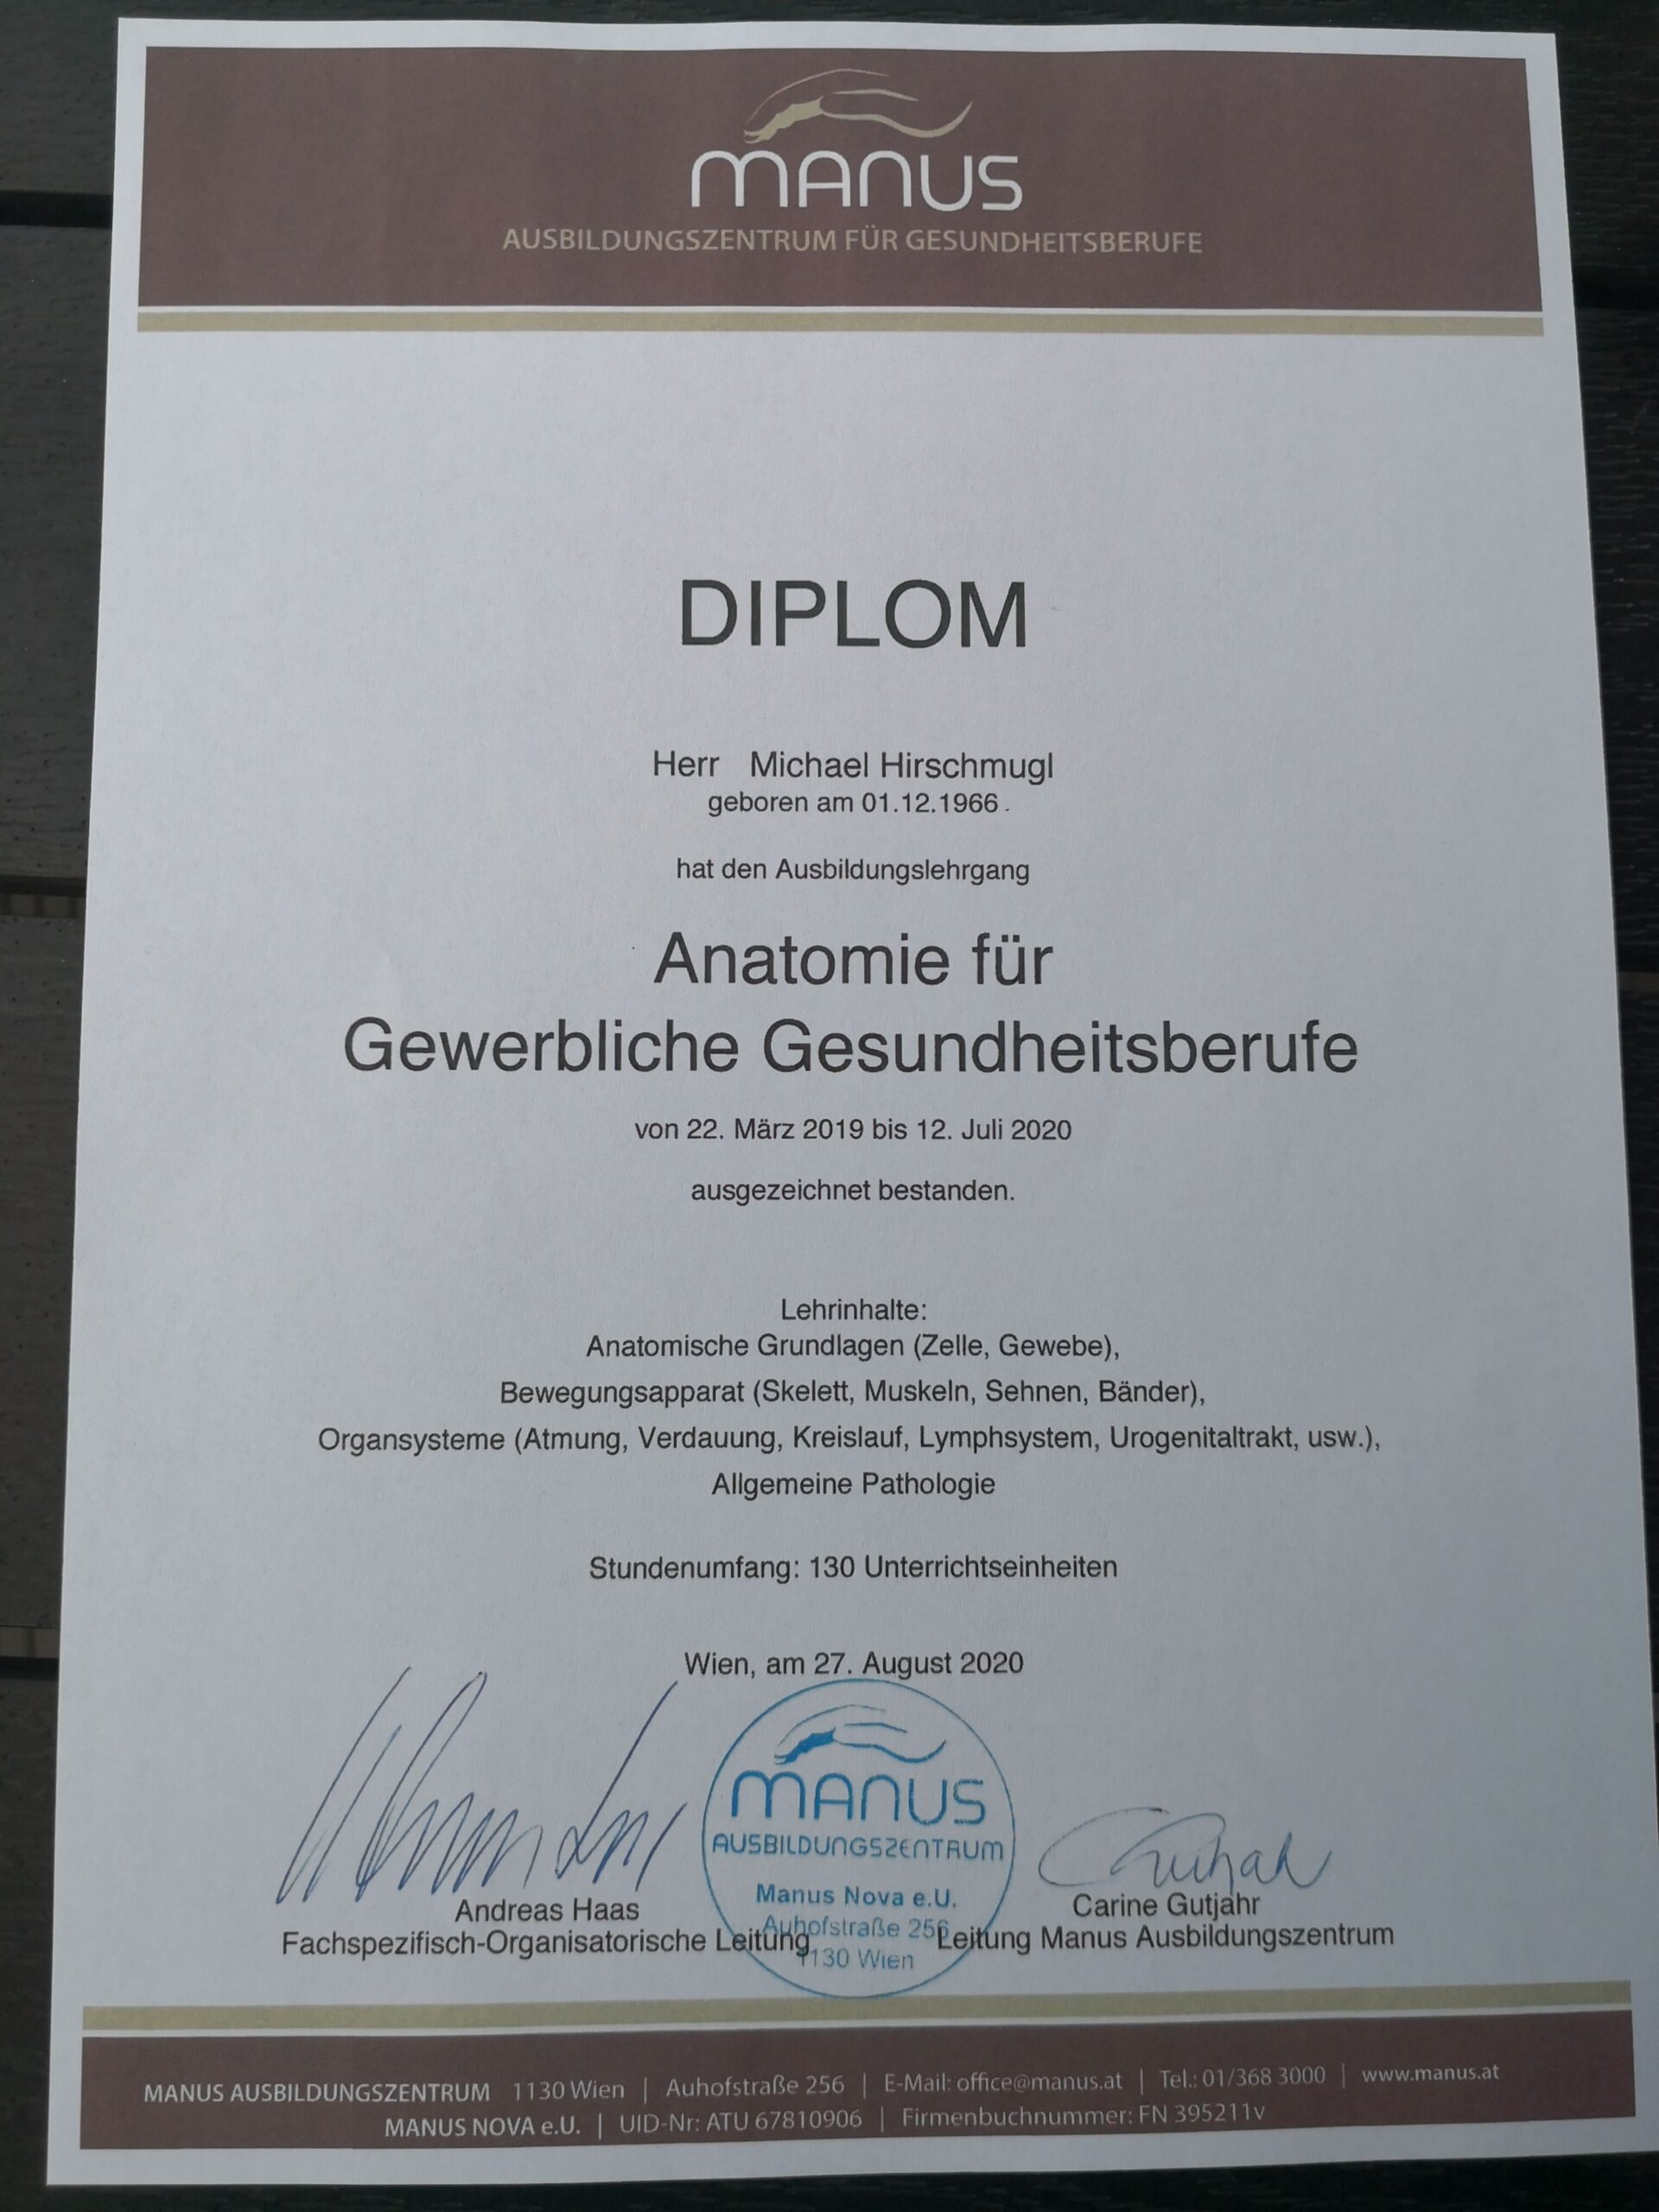 MANUS
AUSBILDUNGSZENTRUM FÜR GESUNDHEITSBERUFE
DIPLOM
Herr Michael Hirschmugl
geboren am 01.12.1966.
hat den Ausbildungslehrgang
Anatomie für
Gewerbliche Gesundheitsberufe
von 22. März 2019 bis 12. Juli 2020
ausgezeichnet bestanden.
Lehrinhalte:
Anatomische Grundlagen (Zelle, Gewebe),
Bewegungsapparat (Skelett, Muskeln, Sehnen, Bänder),
Organsysteme (Atmung, Verdauung, Kreislauf, Lymphsystem, Urogenitaltrakt, usw.),
Allgemeine Pathologie
Stundenumfang: 130 Unterrichtseinheiten
Wien, am 27. August 2020
MANUS
AUSBILDUNGSZENTRUM
Manus Nova e.U.
Auhofstraße 256
1130 Wien
Andreas Haas
Fachspezifisch-Organisatorische Leitung
Carine Gutjahr
Leitung Manus Ausbildungszentrum
MANUS AUSBILDUNGSZENTRUM 1130 Wien | Auhofstraße 256 | E-Mail: office@manus.at | Tel.: 01/368 3000 | www.manus.at
MANUS NOVA e.U. | UID-Nr: ATU 67810906 | Firmenbuchnummer: FN 395211v